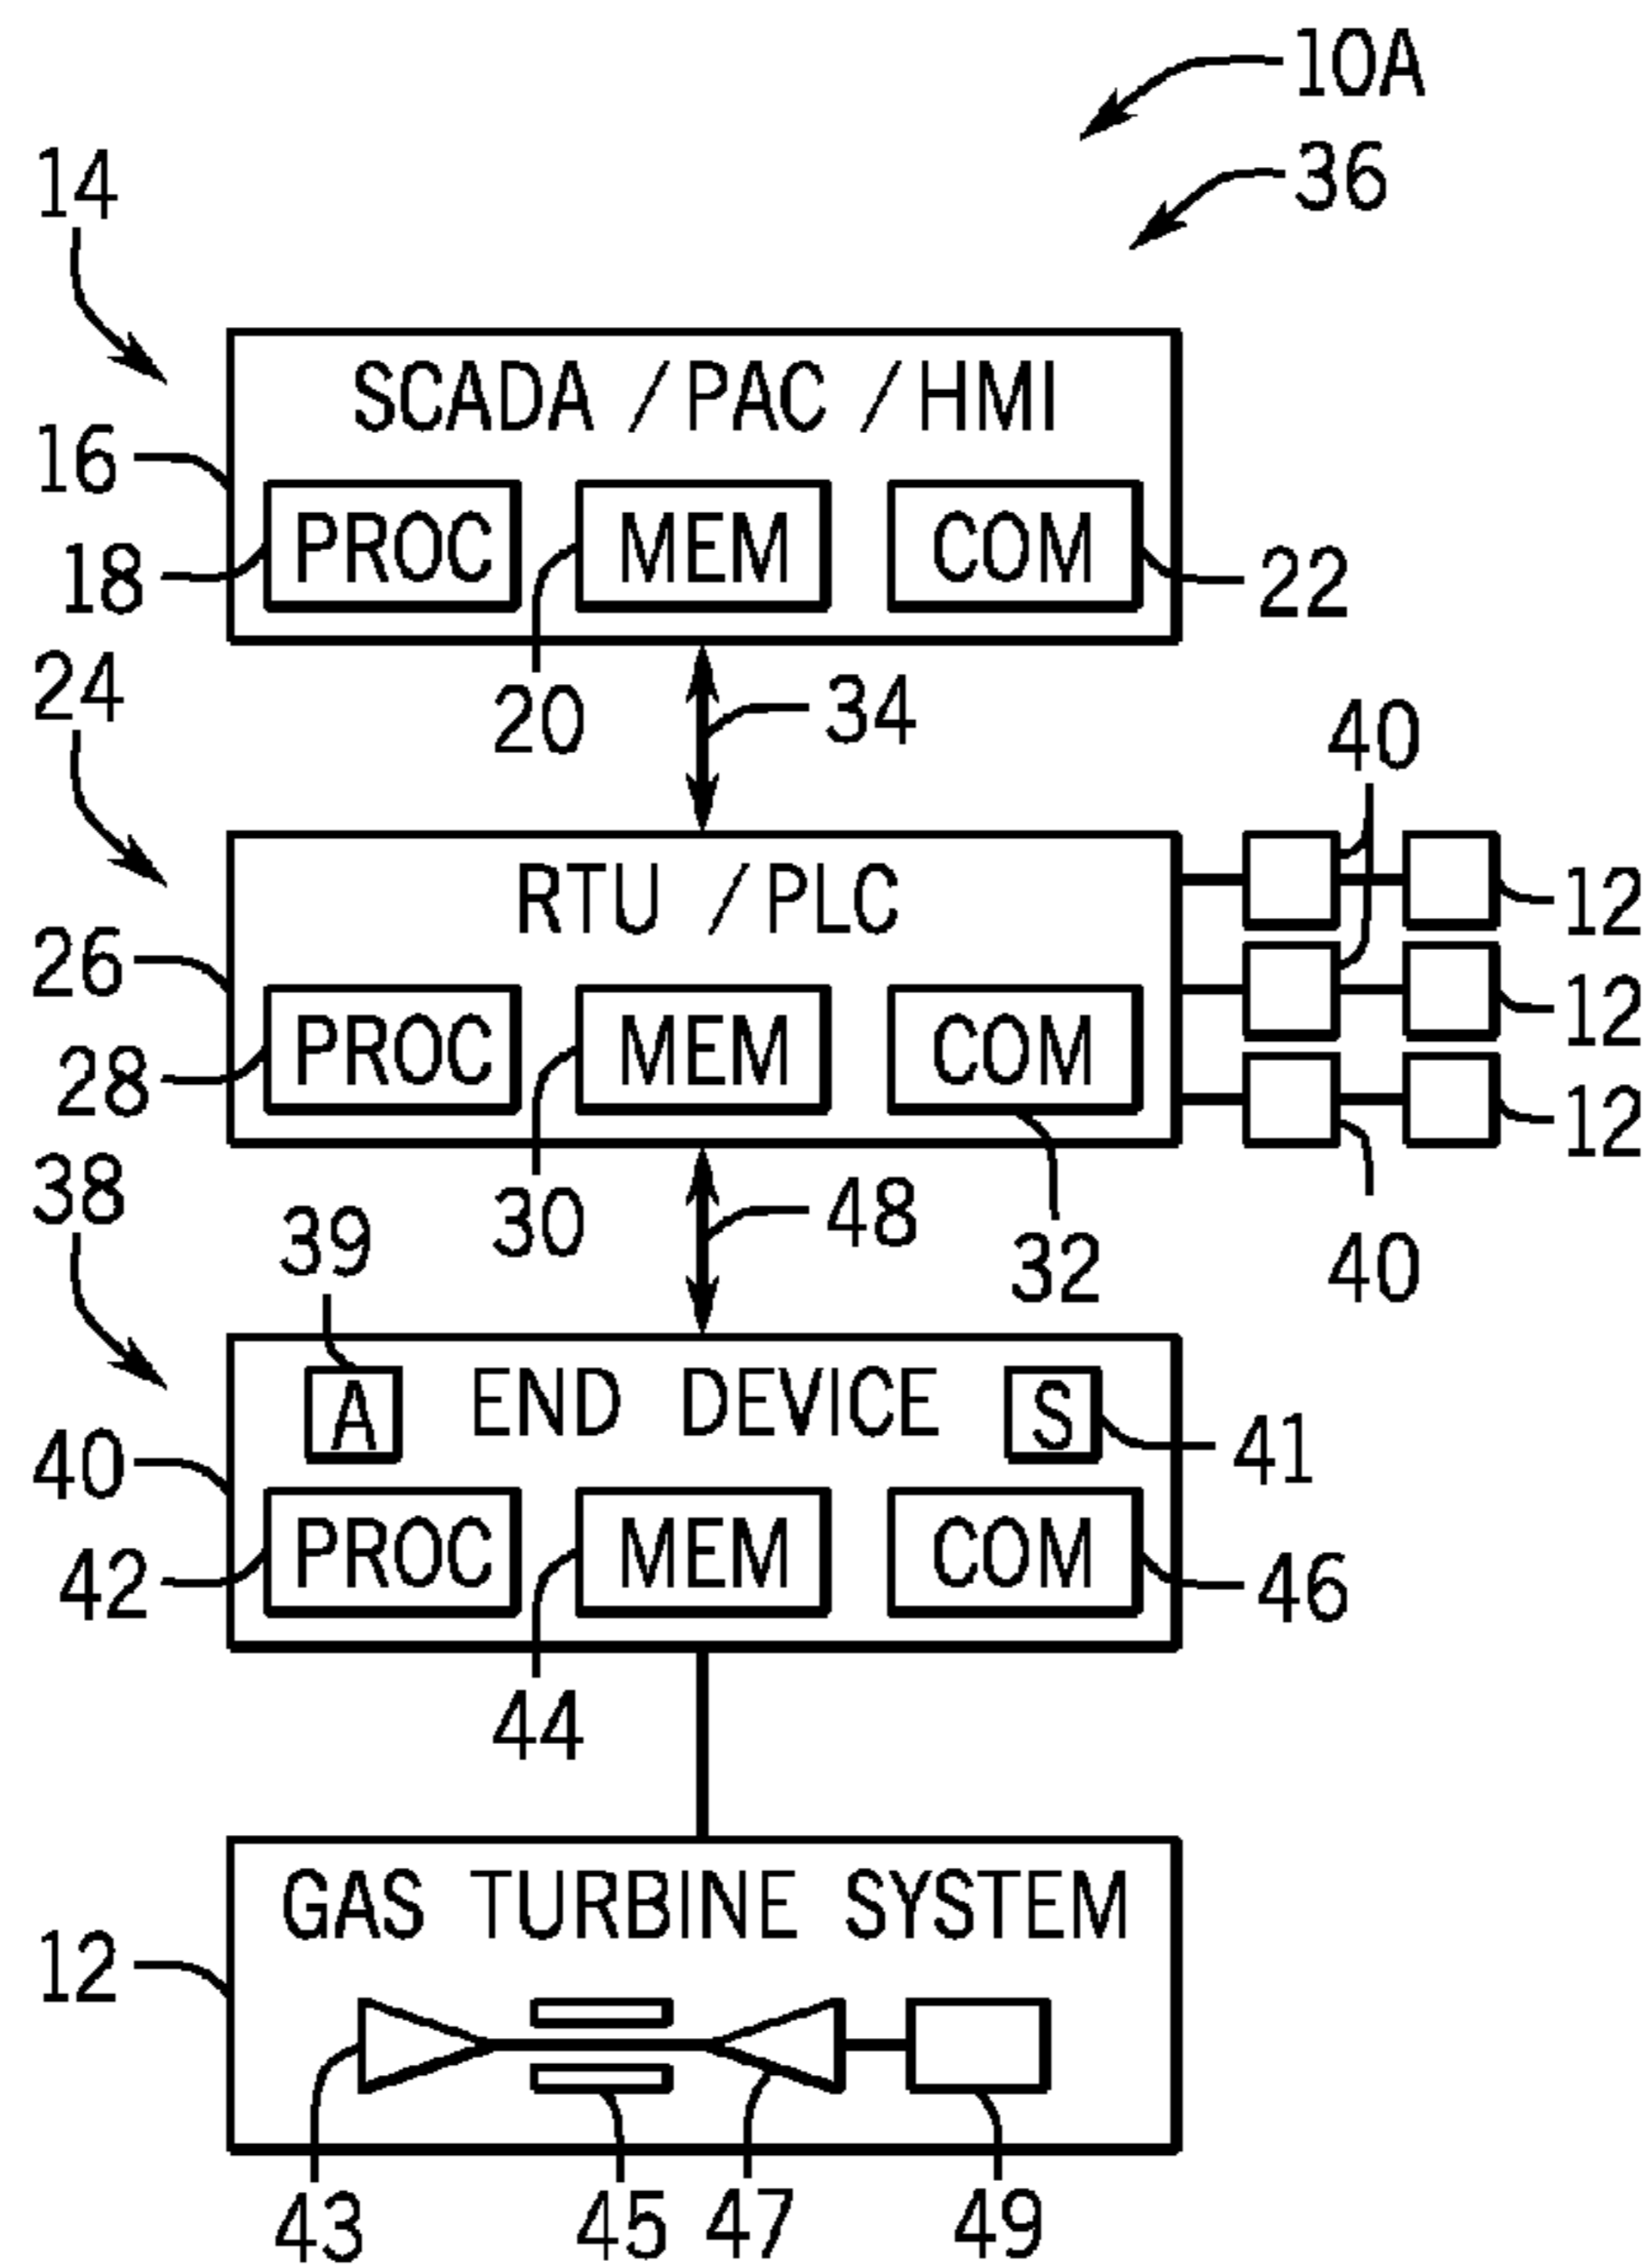 10A
36
14
SCADA / PAC / HMI
16
PROC MEM COM
18
22
20
34
24
40
RTU / PLC
12
26
PROC MEM COM
12
28
12
30
48
32
40
38
39
A END DEVICE S
41
40
PROC MEM COM
42
46
44
GAS TURBINE SYSTEM
12
43 45 47 49